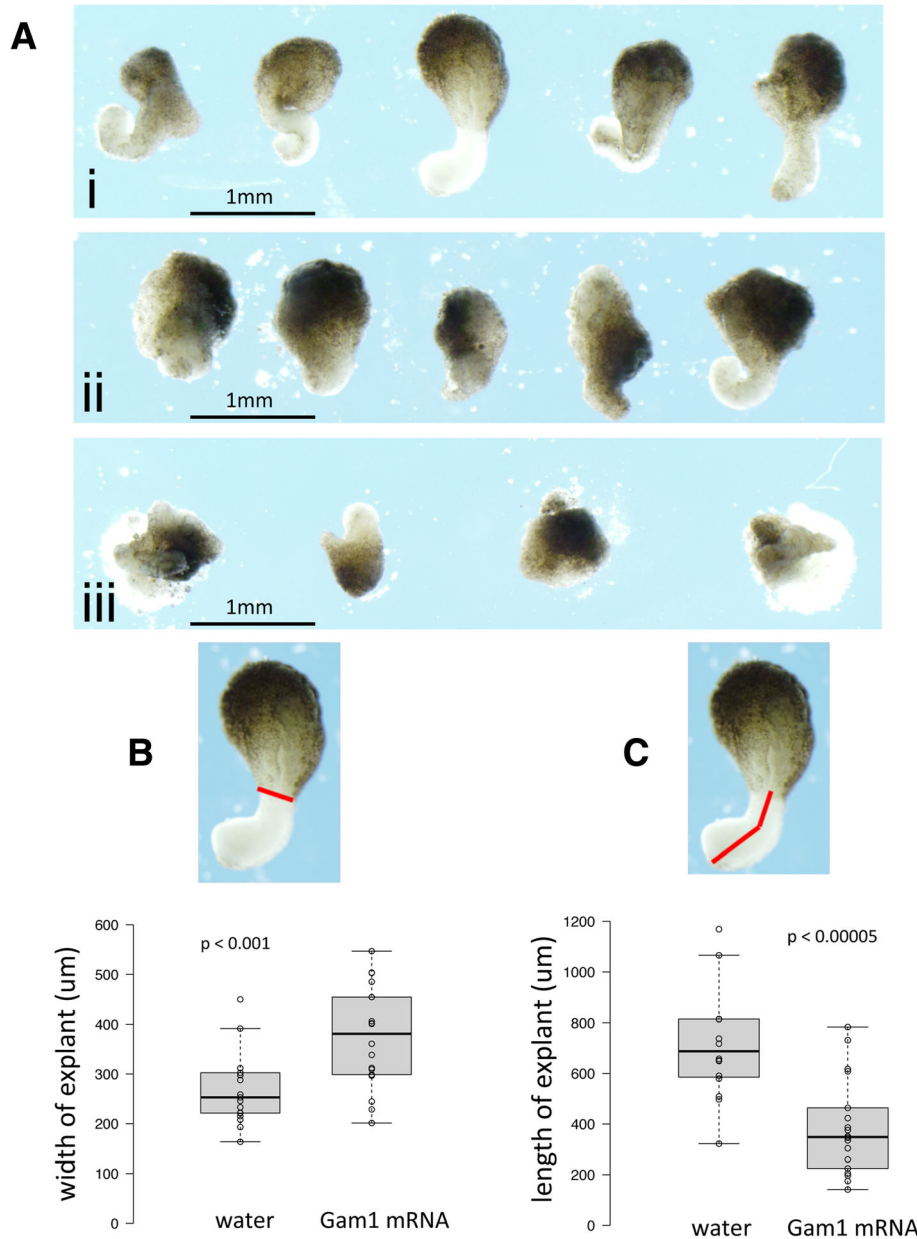 A
i
1mm
ii
1mm
iii
1mm
B
C
600
500
400
300
200
100
0
width of explant (um)
p < 0.001
water
Gam1 mRNA
1200
1000
800
600
400
200
0
length of explant (um)
p < 0.00005
water
Gam1 mRNA